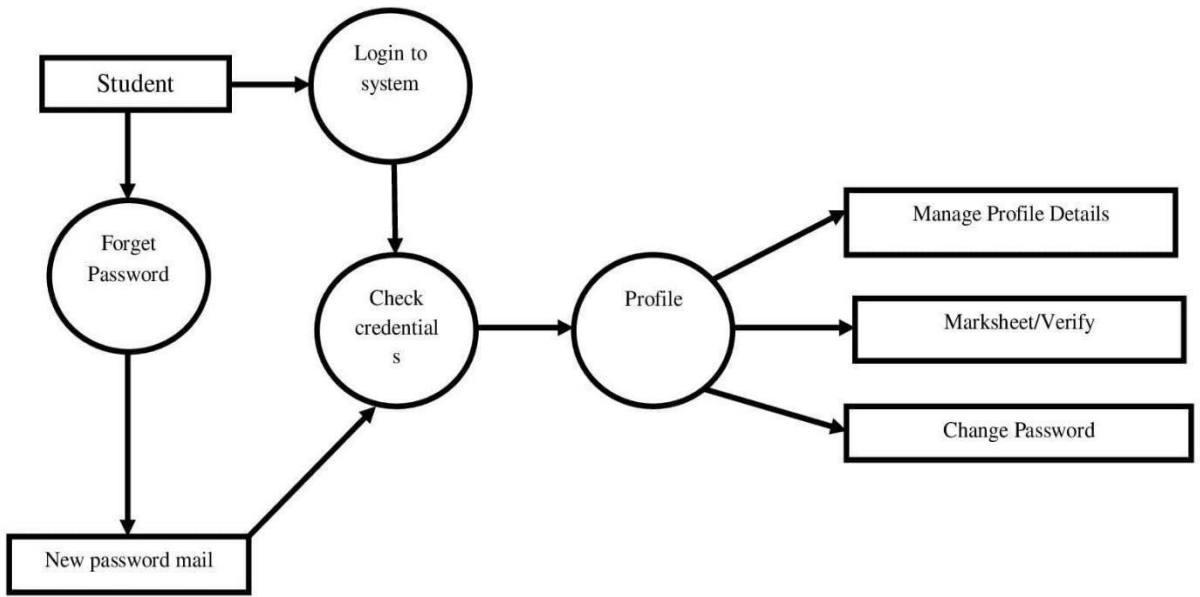 Login to
system
Student
Forget
Password
Check
credential
s
Profile
Manage Profile Details
Marksheet/Verify
Change Password
New password mail